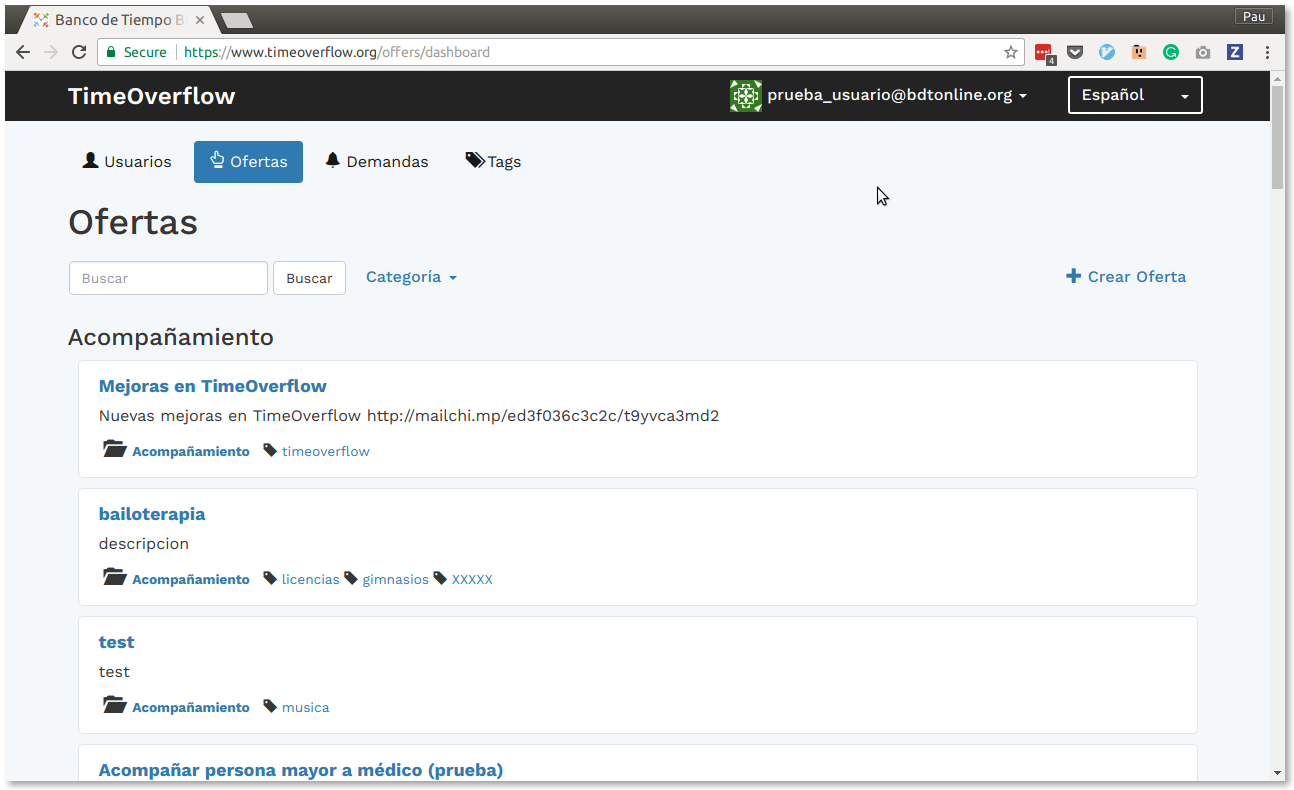 Pau
Banco de Tiempo B
Secure https://www.timeoverflow.org/offers/dashboard
4
Z
TimeOverflow prueba_usuario@bdtonline.org Español
Usuarios Ofertas Demandas Tags
Ofertas
Buscar Buscar Categoría Crear Oferta
Acompañamiento
Mejoras en TimeOverflow
Nuevas mejoras en TimeOverflow http://mailchi.mp/ed3f036c3c2c/t9yvca3md2
Acompañamiento timeoverflow
bailoterapia
descripcion
Acompañamiento licencias gimnasios XXXXX
test
test
Acompañamiento musica
Acompañar persona mayor a médico (prueba)